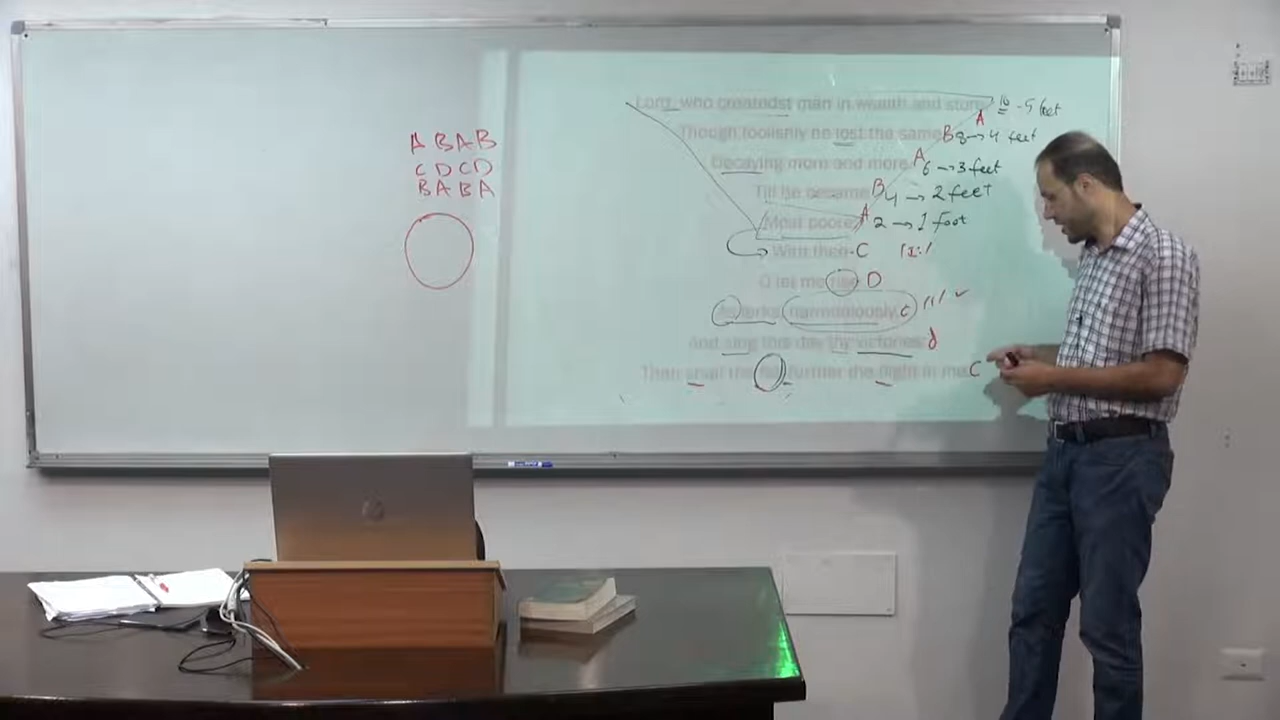 A B A B
C D C D
B A B A
Lord, who createdst man in wealth and store, A 10 - 5 feet
Though foolishly he lost the same, B 8 → 4 feet
Decaying more and more, A 6 → 3 feet
Till he became B 4 → 2 feet
Most poore: A 2 → 1 foot
With thee C
O let me rise D
As larks, harmoniously, C
And sing this day thy victories: d
Then shall the fall further the flight in me. C